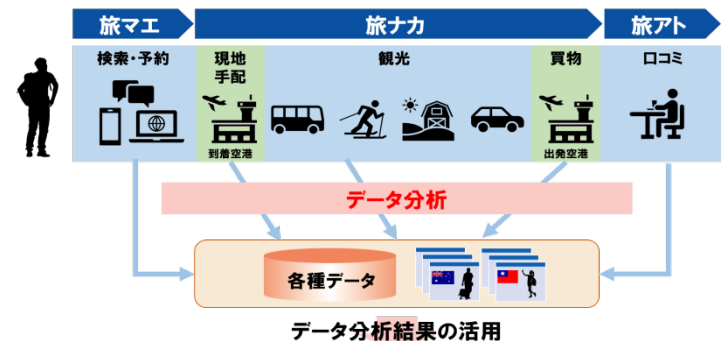 旅マエ
旅ナカ
旅アト
検索・予約
現地
手配
観光
買物
口コミ
到着空港
出発空港
データ分析
各種データ
データ分析結果の活用